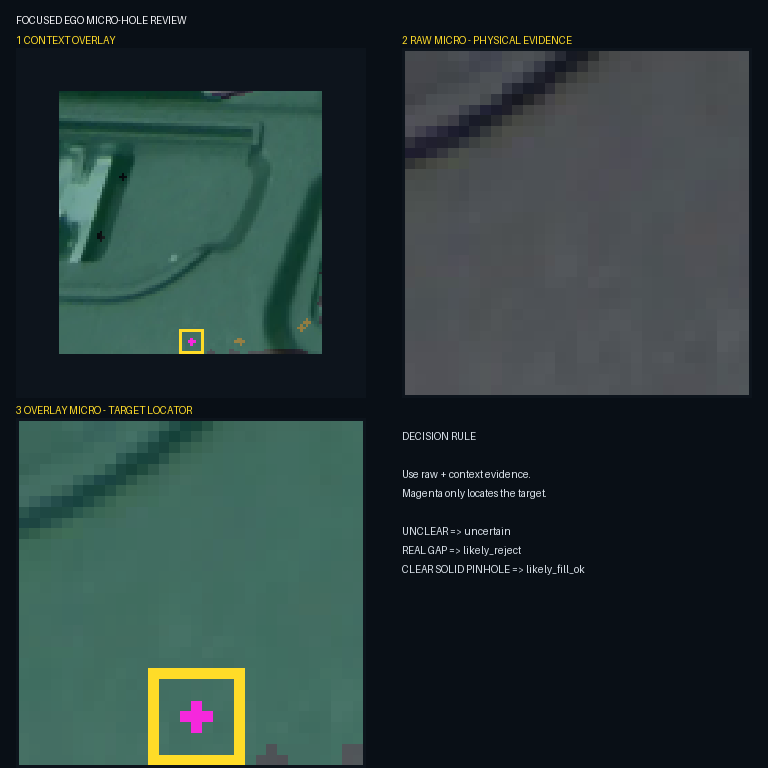 FOCUSED EGO MICRO-HOLE REVIEW
1 CONTEXT OVERLAY
2 RAW MICRO - PHYSICAL EVIDENCE
3 OVERLAY MICRO - TARGET LOCATOR
DECISION RULE
Use raw + context evidence.
Magenta only locates the target.
UNCLEAR => uncertain
REAL GAP => likely_reject
CLEAR SOLID PINHOLE => likely_fill_ok